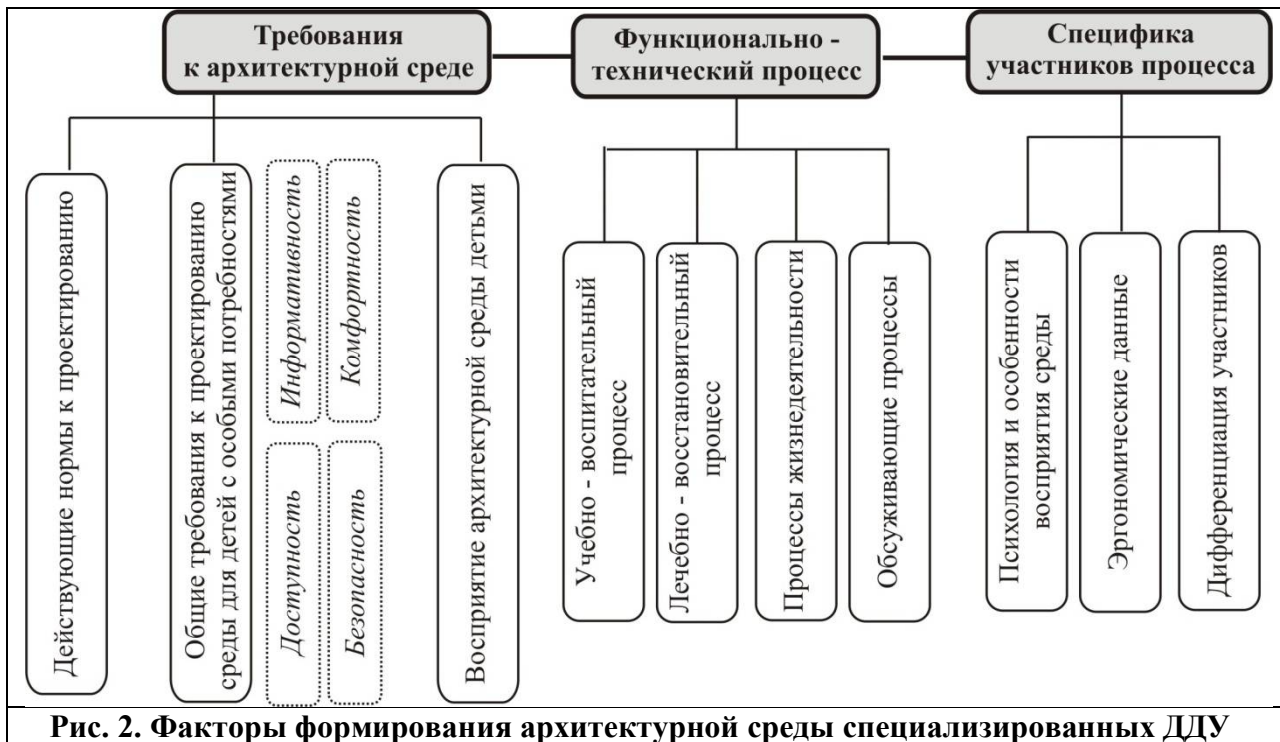 Требования
к архитектурной среде
Функционально -
технический процесс
Специфика
участников процесса
Действующие нормы к проектированию
Общие требования к проектированию
среды для детей с особыми потребностями
Информативность
Комфортность
Доступность
Безопасность
Восприятие архитектурной среды детьми
Учебно - воспитательный
процесс
Лечебно - восстановительный
процесс
Процессы жизнедеятельности
Обсуживающие процессы
Психология и особенности
восприятия среды
Эргономические данные
Дифференциация участников
Рис. 2. Факторы формирования архитектурной среды специализированных ДДУ